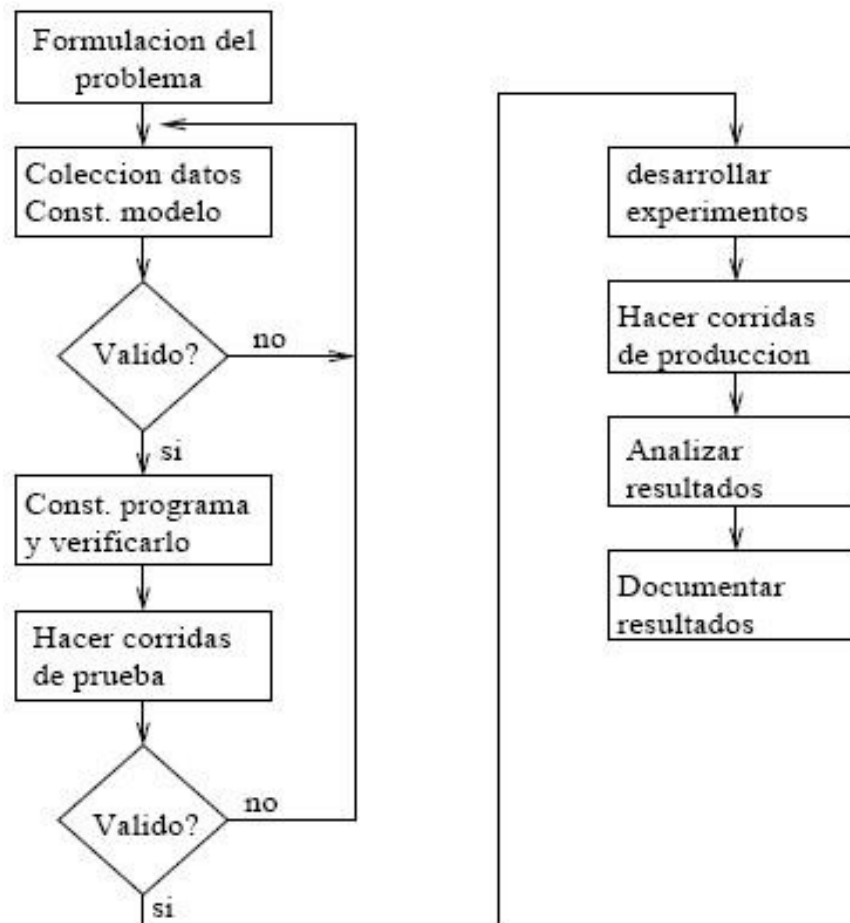 Formulacion del
problema
Coleccion datos
Const. modelo
Valido?
no
si
Const. programa
y verificarlo
Hacer corridas
de prueba
Valido?
no
si
desarrollar
experimentos
Hacer corridas
de produccion
Analizar
resultados
Documentar
resultados